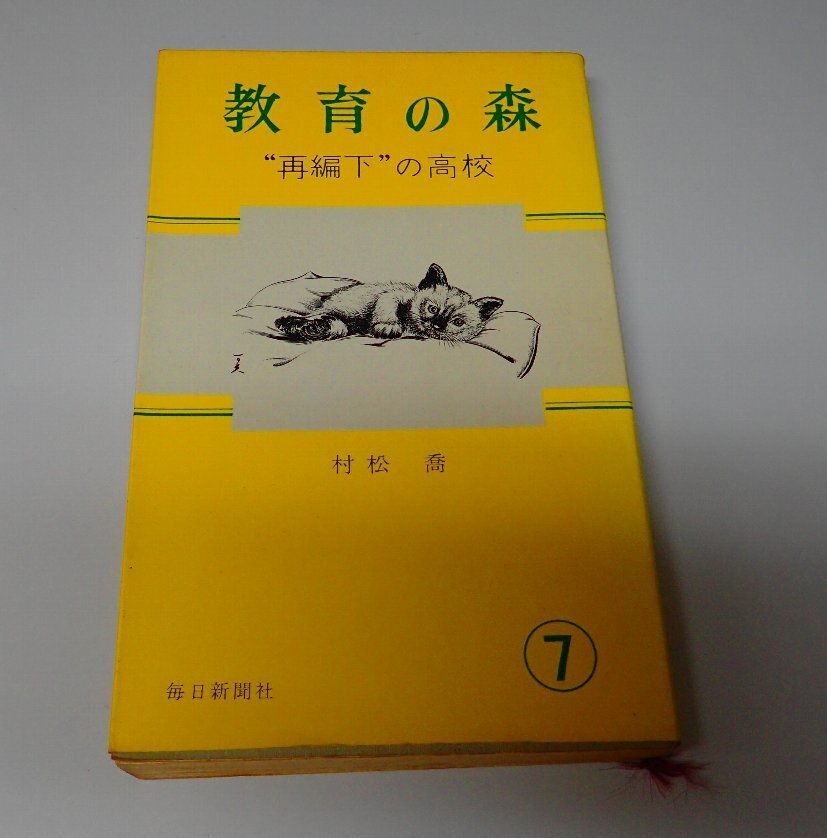 教育の森
“再編下”の高校
村松 喬
7
毎日新聞社